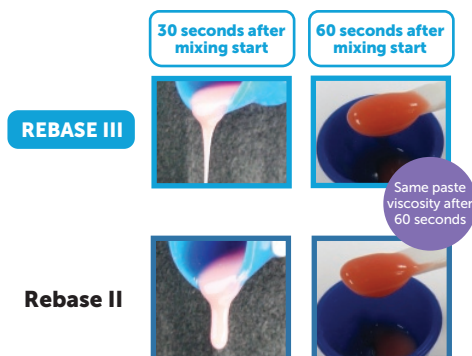 30 seconds after
mixing start
60 seconds after
mixing start
REBASE III
Same paste
viscosity after
60 seconds
Rebase II